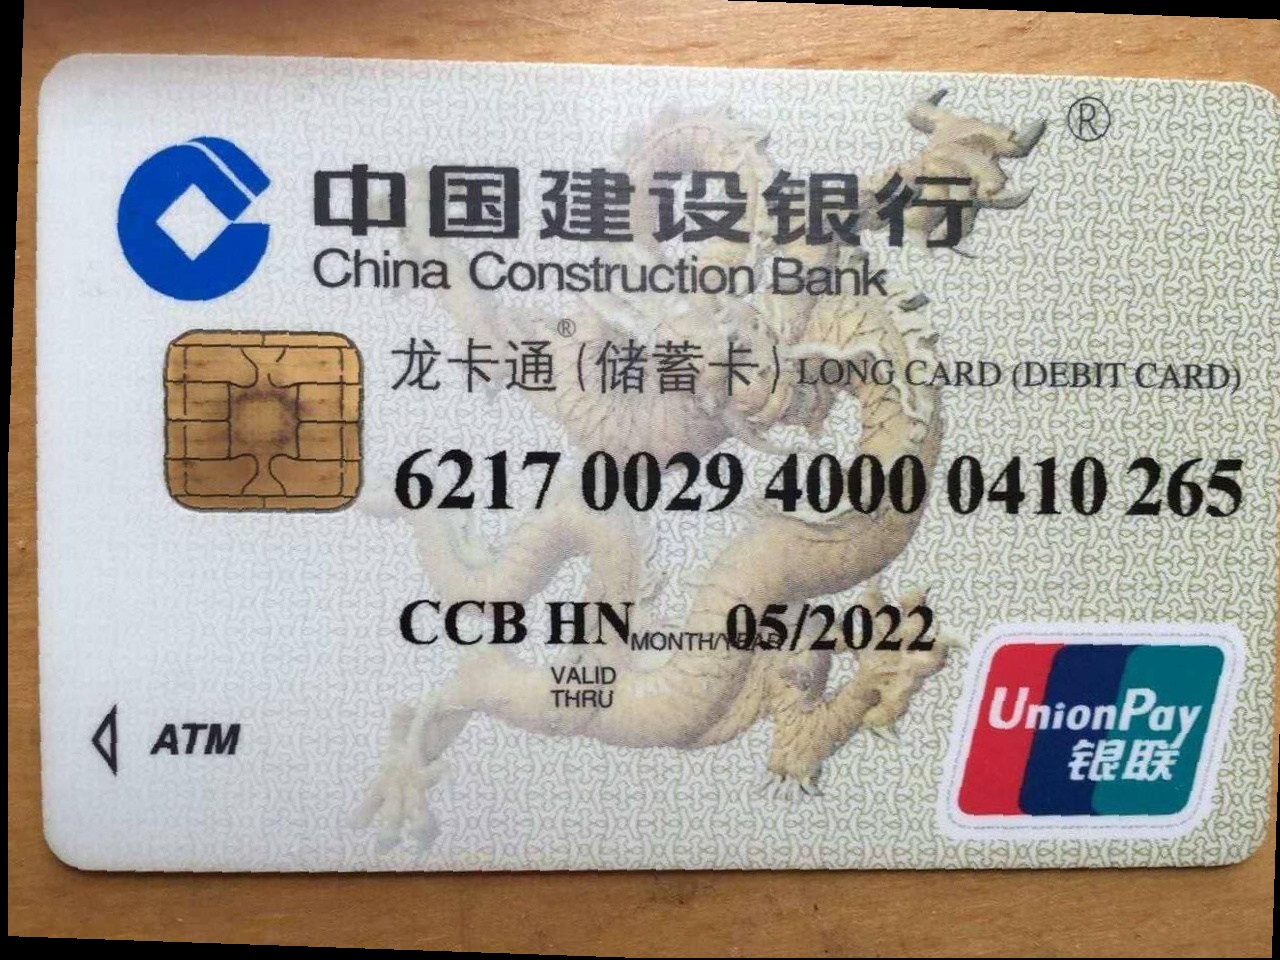 ®
中国建设银行
China Construction Bank
龙卡通®(储蓄卡) LONG CARD (DEBIT CARD)
6217 0029 4000 0410 265
CCB HN MONTH/YEAR 05/2022
VALID
THRU
ATM
UnionPay
银联